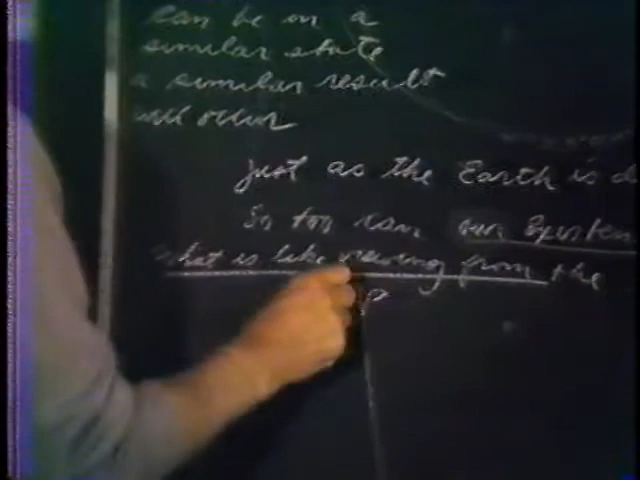 can be in a
similar state
a similar result
will occur
Just as the Earth is d
So too can our Epistem
what is like viewing from the